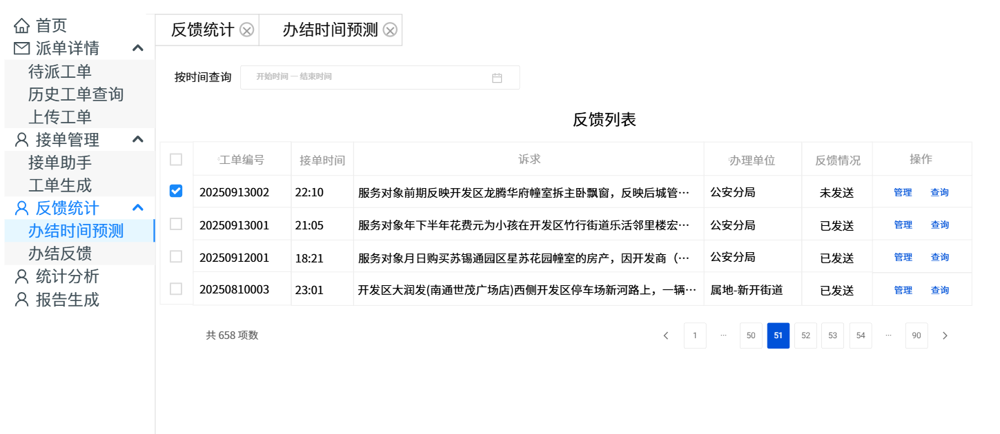 首页
派单详情
待派工单
历史工单查询
上传工单
接单管理
接单助手
工单生成
反馈统计
办结时间预测
办结反馈
统计分析
报告生成
反馈统计 办结时间预测
按时间查询 开始时间 — 结束时间
反馈列表
工单编号 接单时间 诉求 办理单位 反馈情况 操作
20250913002 22:10 服务对象前期反映开发区龙腾华府幢室拆主卧飘窗，反映后城管… 公安分局 未发送 管理 查询
20250913001 21:05 服务对象年下半年花费元为小孩在开发区竹行街道乐活邻里楼宏… 公安分局 已发送 管理 查询
20250912001 18:21 服务对象月日购买苏锡通园区星苏花园幢室的房产，因开发商（… 公安分局 已发送 管理 查询
20250810003 23:01 开发区大润发(南通世茂广场店)西侧开发区停车场新河路上，一辆… 属地-新开街道 已发送 管理 查询
共 658 项数 1 … 50 51 52 53 54 … 90